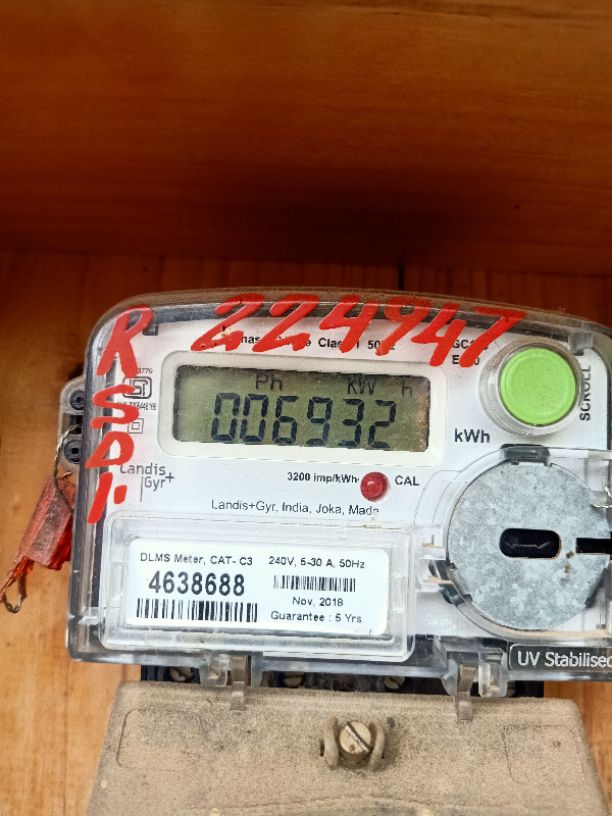 224947
R
S
D
1.
Class 1 50
Ph kW h
006932
kWh
SCROLL
Landis
Gyr+
3200 imp/kWh
CAL
Landis+Gyr, India, Joka, Made
DLMS Meter, CAT- C3 240V, 5-30 A, 50Hz
4638688
Nov, 2018
Guarantee : 5 Yrs.
UV Stabilised